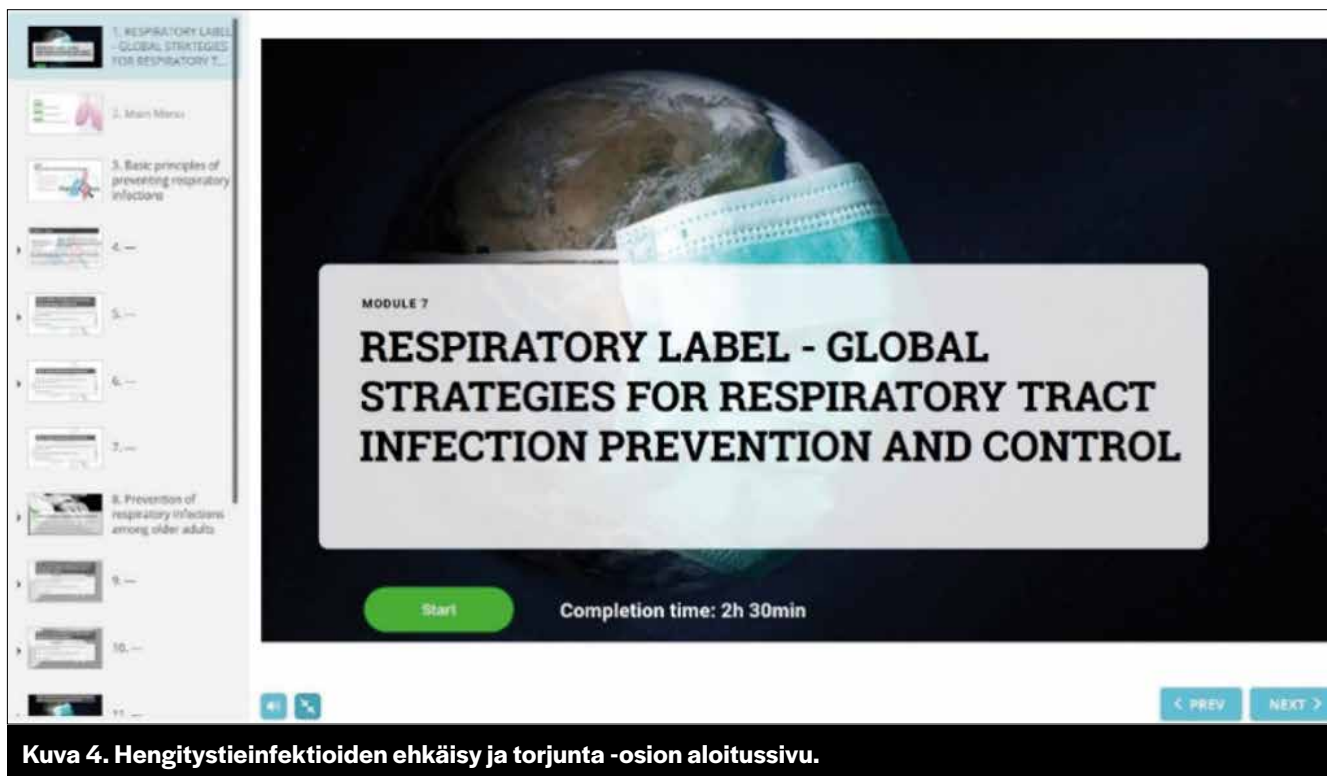 1. RESPIRATORY LABEL
- GLOBAL STRATEGIES
FOR RESPIRATORY T...
2. Main Menu
3. Basic principles of
preventing respiratory
infections
4. —
5. —
6. —
7. —
8. Prevention of
respiratory infections
among older adults
9. —
10. —
11. —
MODULE 7
RESPIRATORY LABEL - GLOBAL
STRATEGIES FOR RESPIRATORY TRACT
INFECTION PREVENTION AND CONTROL
Start
Completion time: 2h 30min
< PREV
NEXT >
Kuva 4. Hengitystieinfektioiden ehkäisy ja torjunta -osion aloitussivu.